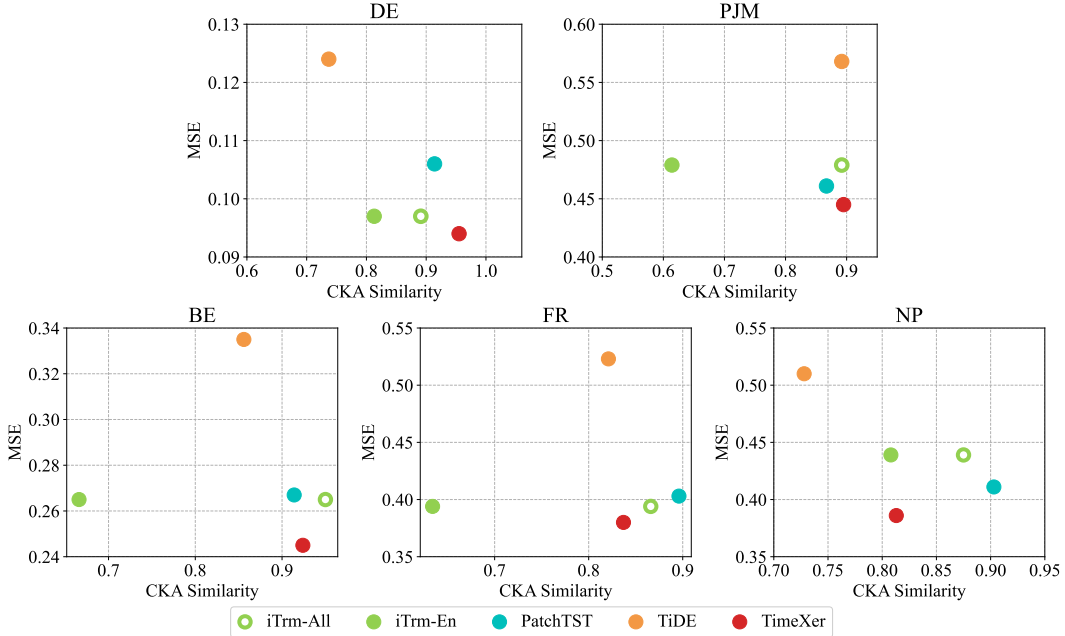 DE
0.13
0.12
0.11
0.10
0.09
MSE
0.6 0.7 0.8 0.9 1.0
CKA Similarity
PJM
0.60
0.55
0.50
0.45
0.40
MSE
0.5 0.6 0.7 0.8 0.9
CKA Similarity
BE
0.34
0.32
0.30
0.28
0.26
0.24
MSE
0.7 0.8 0.9
CKA Similarity
FR
0.55
0.50
0.45
0.40
0.35
MSE
0.7 0.8 0.9
CKA Similarity
NP
0.55
0.50
0.45
0.40
0.35
MSE
0.70 0.75 0.80 0.85 0.90 0.95
CKA Similarity
iTrm-All iTrm-En PatchTST TiDE TimeXer